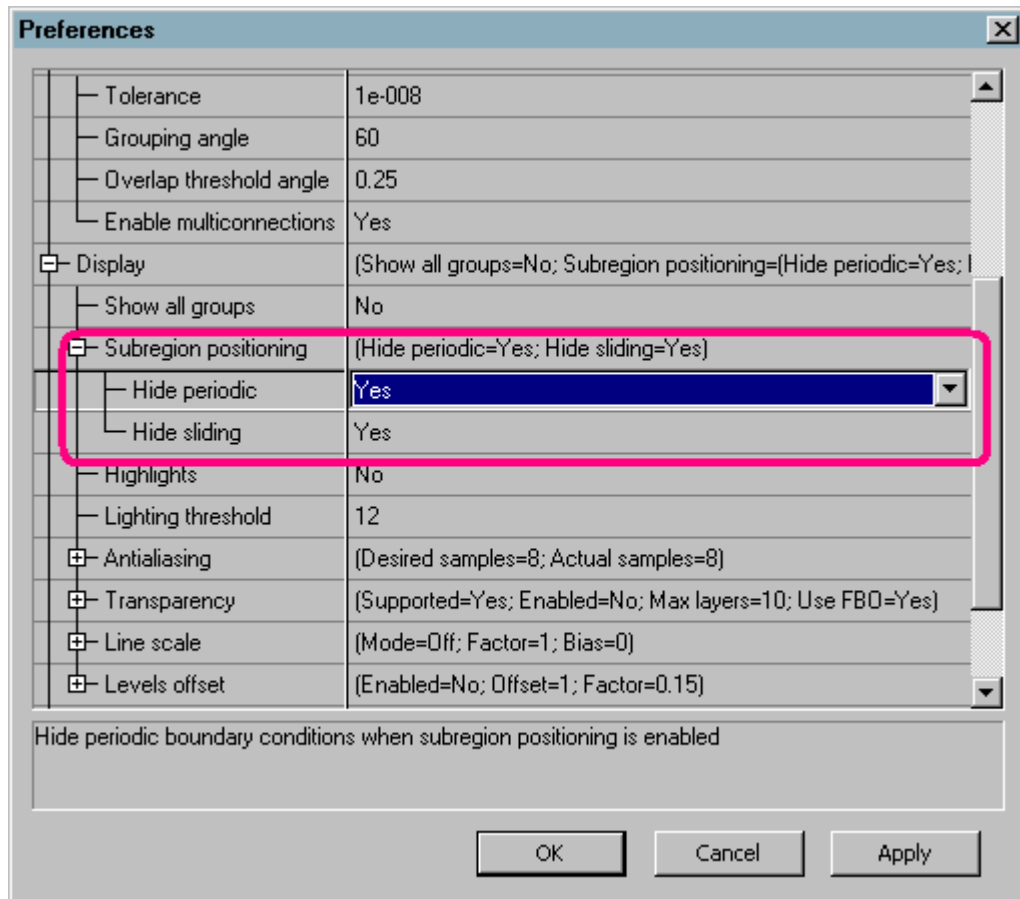 Preferences
Tolerance 1e-008
Grouping angle 60
Overlap threshold angle 0.25
Enable multiconnections Yes
Display (Show all groups=No; Subregion positioning=(Hide periodic=Yes;
Show all groups No
Subregion positioning (Hide periodic=Yes; Hide sliding=Yes)
Hide periodic Yes
Hide sliding Yes
Highlights No
Lighting threshold 12
Antialiasing (Desired samples=8; Actual samples=8)
Transparency (Supported=Yes; Enabled=No; Max layers=10; Use FBO=Yes)
Line scale (Mode=Off; Factor=1; Bias=0)
Levels offset (Enabled=No; Offset=1; Factor=0.15)
Hide periodic boundary conditions when subregion positioning is enabled
OK Cancel Apply